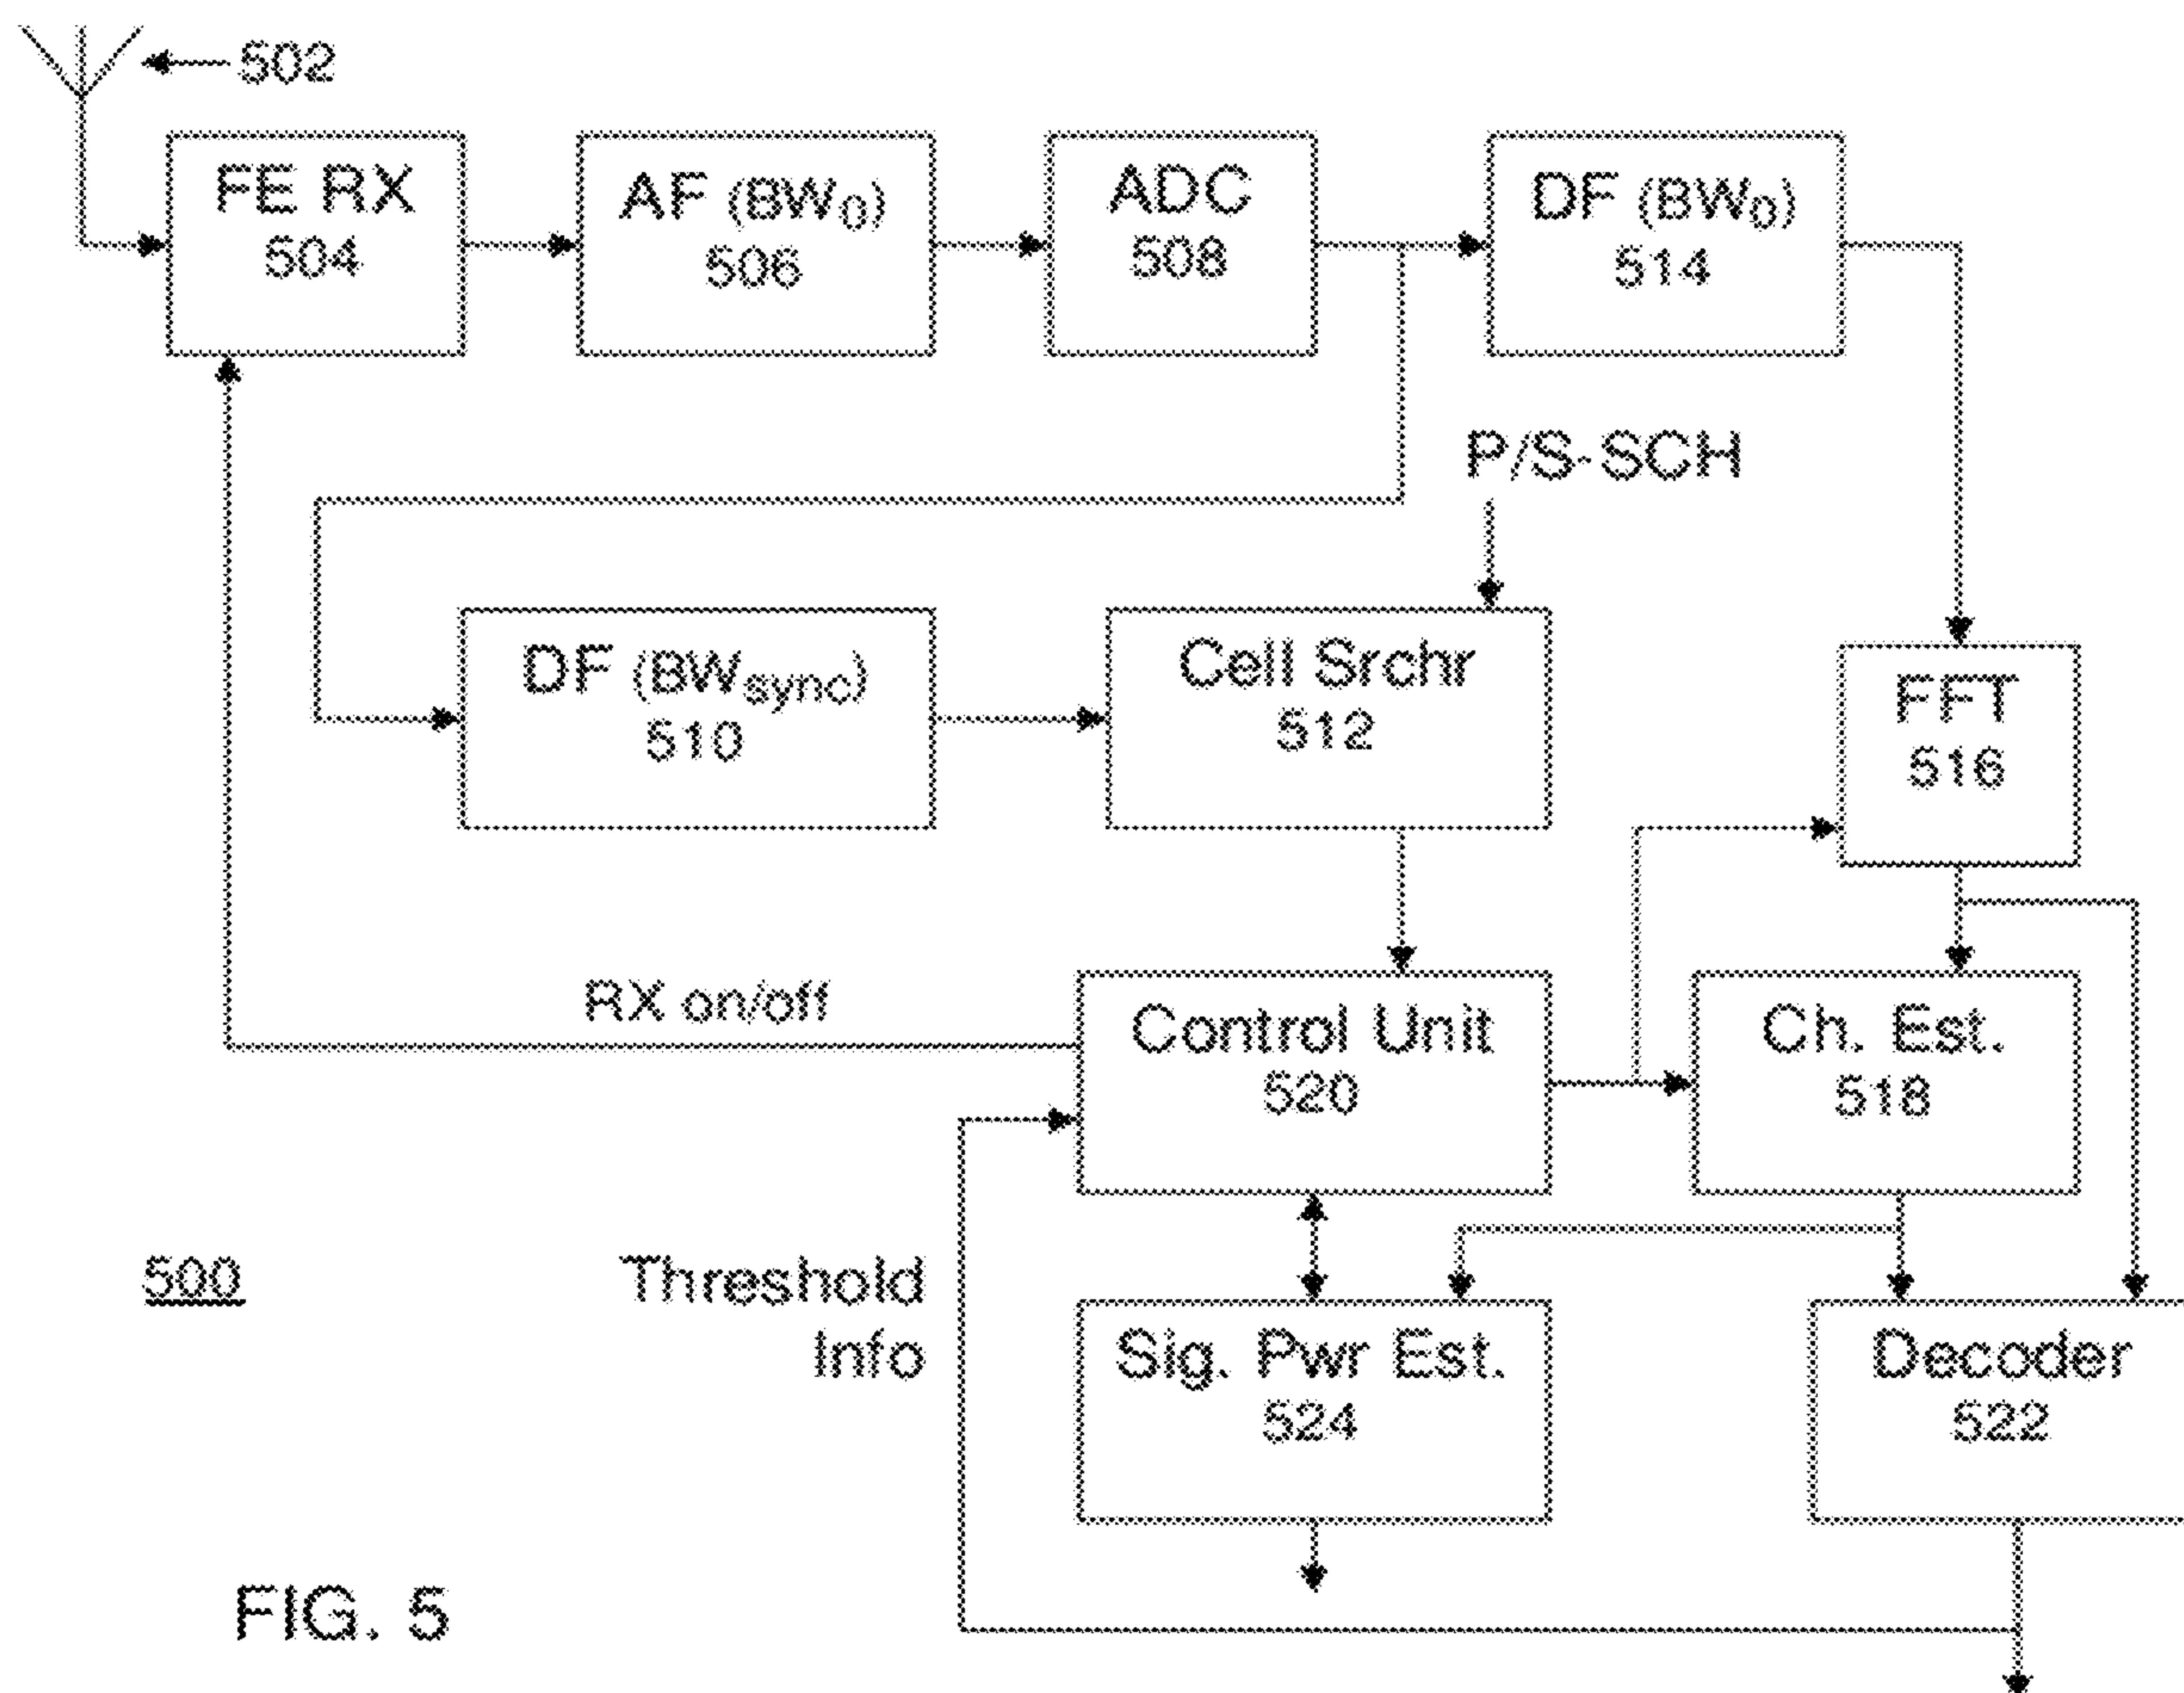 502
FE RX
504
AF (BW0)
506
ADC
508
DF (BW0)
514
P/S-SCH
DF (BWsync)
510
Cell Srchr
512
FFT
516
RX on/off
Control Unit
520
Ch. Est.
518
500
Threshold
Info
Sig. Pwr Est.
524
Decoder
522
FIG. 5